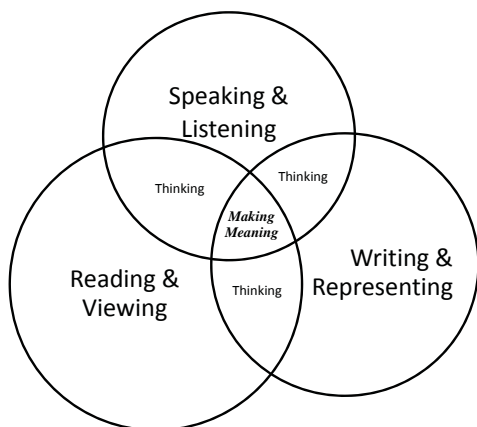 Speaking &
Listening
Thinking
Thinking
Making
Meaning
Reading &
Viewing
Writing &
Representing
Thinking